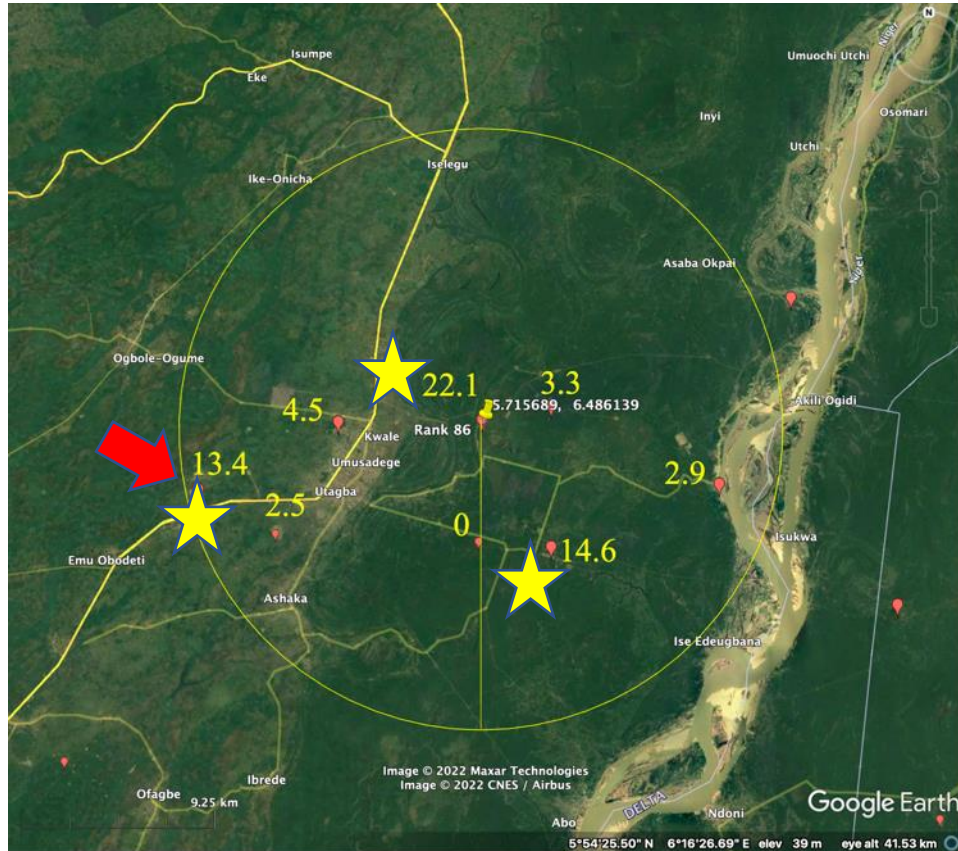 N
Niger
Isumpe
Umuochi Utchi
Eke
Osomari
Inyi
Utchi
Iselegu
Ike-Onicha
Asaba Okpai
Niger
Ogbole-Ogume
22.1
3.3
5.715689, 6.486139
Akili Ogidi
4.5
Rank 86
Kwale
Umusadege
13.4
2.9
Utagba
2.5
0
Isukwa
14.6
Emu Obodeti
Ashaka
Ise Edeugbana
Image © 2022 Maxar Technologies
Image © 2022 CNES / Airbus
Ibrede
Ofagbe
9.25 km
Google Earth
DELTA
Abo
Ndoni
5°54'25.50" N 6°16'26.69" E elev 39 m eye alt 41.53 km